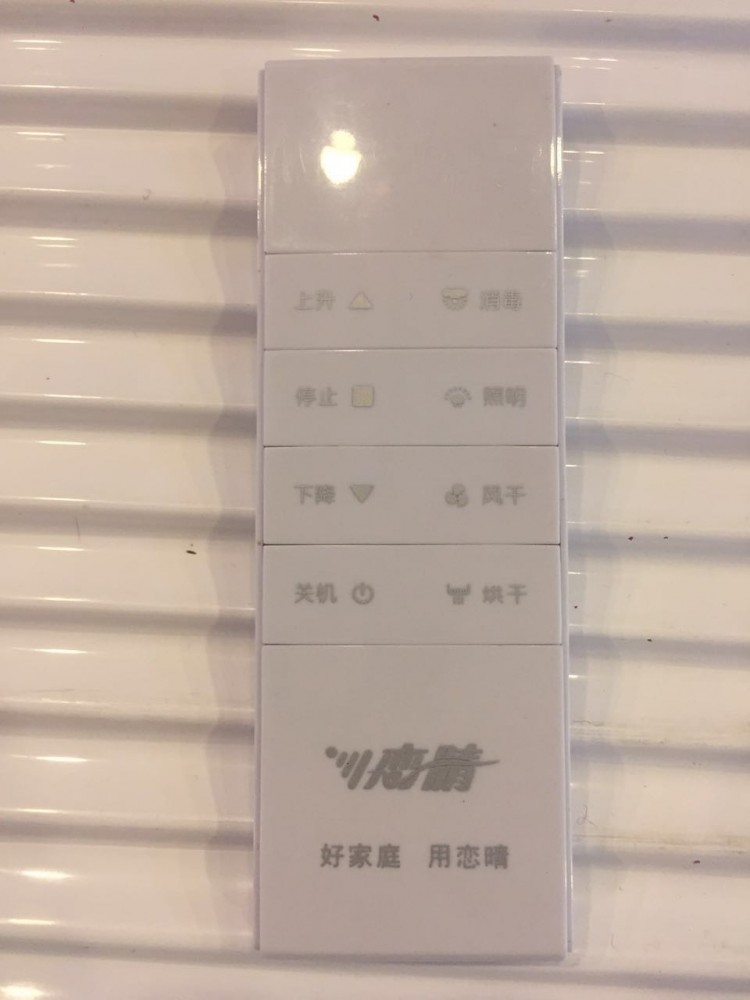 上升 消毒
停止 照明
下降 风干
关机 烘干
恋晴
好家庭 用恋晴